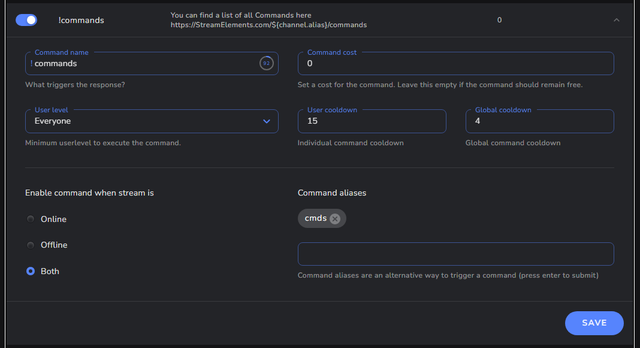 !commands
You can find a list of all Commands here
https://StreamElements.com/${channel.alias}/commands
0
Command name
! commands
92
What triggers the response?
Command cost
0
Set a cost for the command. Leave this empty if the command should remain free.
User level
Everyone
Minimum userlevel to execute the command.
User cooldown
15
Individual command cooldown
Global cooldown
4
Global command cooldown
Enable command when stream is
Online
Offline
Both
Command aliases
cmds
Command aliases are an alternative way to trigger a command (press enter to submit)
SAVE